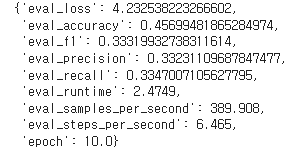 {'eval_loss': 4.232538223266602,
'eval_accuracy': 0.45699481865284974,
'eval_f1': 0.33319932738311614,
'eval_precision': 0.33231109687847477,
'eval_recall': 0.3347007105627795,
'eval_runtime': 2.4749,
'eval_samples_per_second': 389.908,
'eval_steps_per_second': 6.465,
'epoch': 10.0}